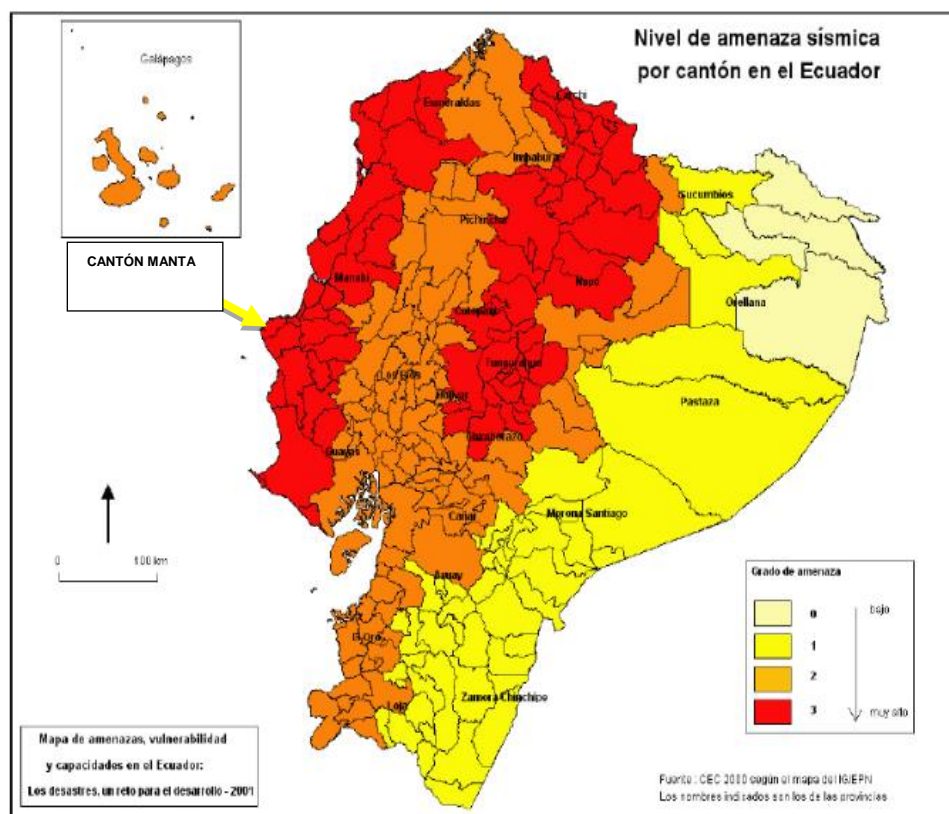 Nivel de amenaza sísmica
por cantón en el Ecuador
Galápagos
CANTÓN MANTA
Esmeraldas
Carchi
Imbabura
Sucumbios
Pichincha
Manabi
Napo
Orellana
Cotopaxi
Tungurahua
Los Rios
Bolivar
Pastaza
Chimborazo
Guayas
Cañar
Morona Santiago
Azuay
El Oro
Loja
Zamora Chinchipe
0 100 km
Grado de amenaza
0 bajo
1
2
3 muy alto
Mapa de amenazas, vulnerabilidad
y capacidades en el Ecuador:
Los desastres, un reto para el desarrollo - 2001
Fuente : CEC 2000 según el mapa del IG/EPN
Los nombres indicados son los de las provincias